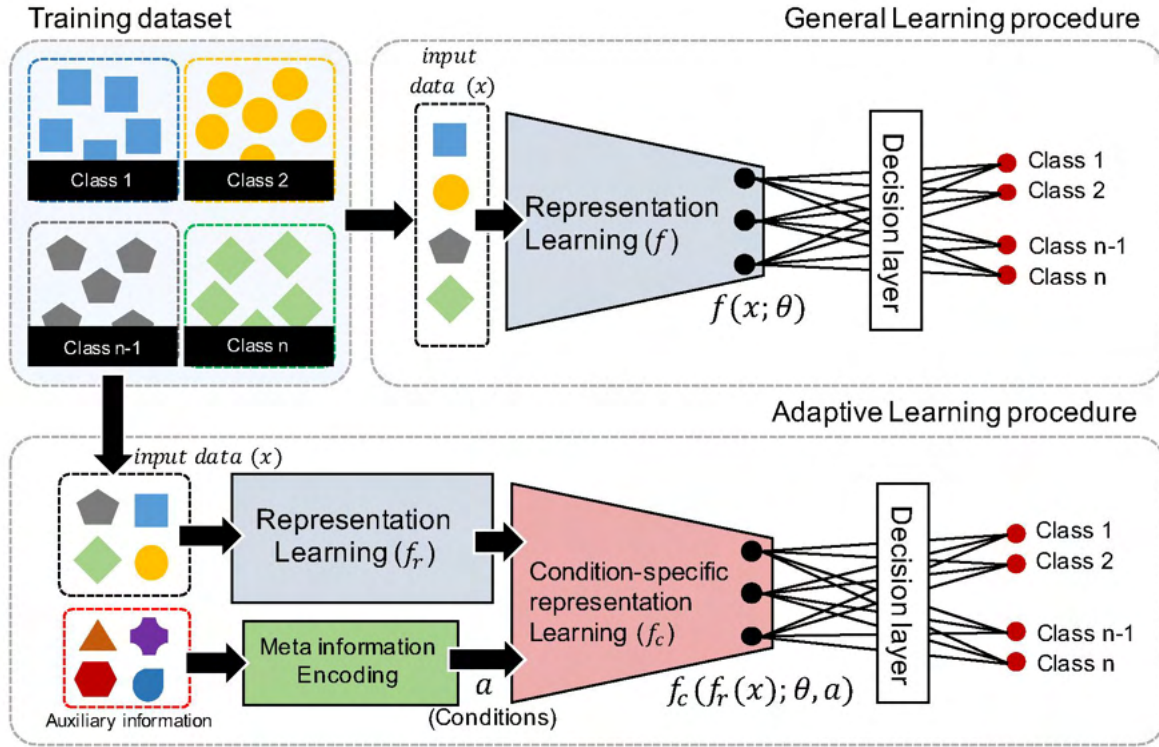 Training dataset
General Learning procedure
Class 1
Class 2
Class n-1
Class n
input
data (x)
Representation
Learning (f)
f(x; θ)
Decision layer
Class 1
Class 2
Class n-1
Class n
Adaptive Learning procedure
input data (x)
Representation
Learning (fᵣ)
Auxiliary information
Meta information
Encoding
a
(Conditions)
Condition-specific
representation
Learning (f_c)
f_c(fᵣ(x); θ, a)
Decision layer
Class 1
Class 2
Class n-1
Class n